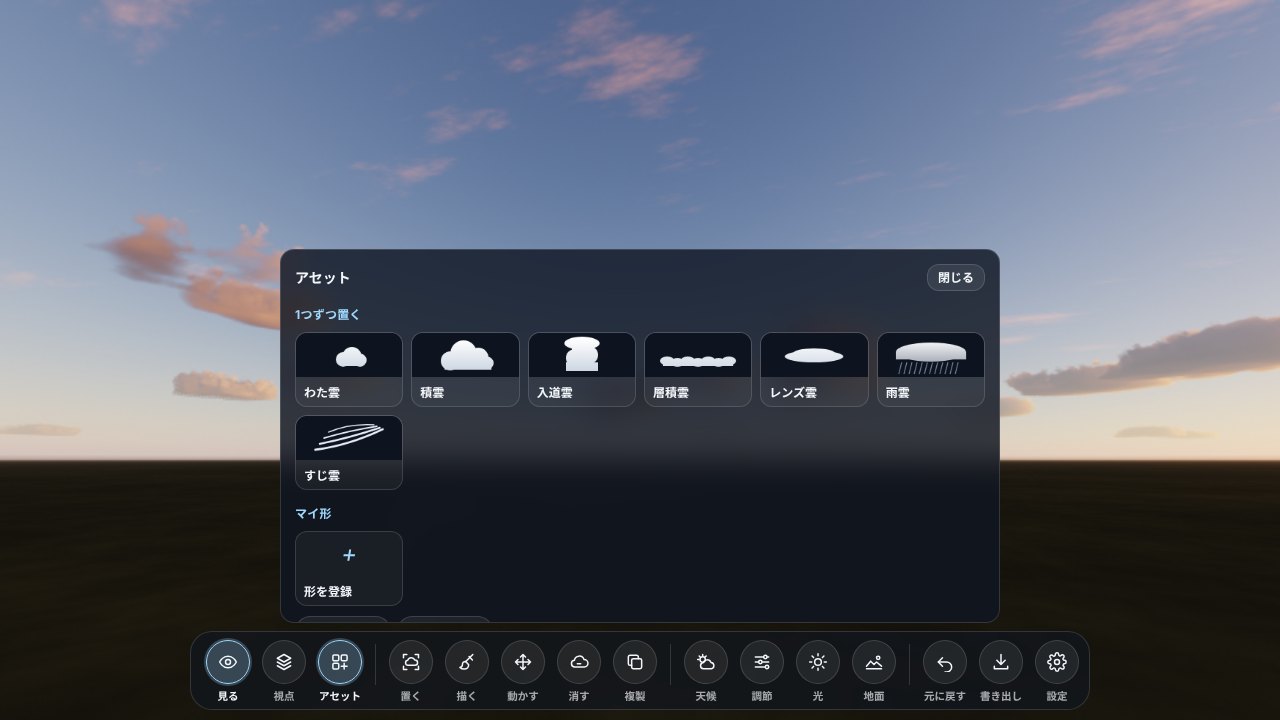 アセット
閉じる
1つずつ置く
わた雲
積雲
入道雲
層積雲
レンズ雲
雨雲
すじ雲
マイ形
+
形を登録
見る
視点
アセット
置く
描く
動かす
消す
複製
天候
調節
光
地面
元に戻す
書き出し
設定